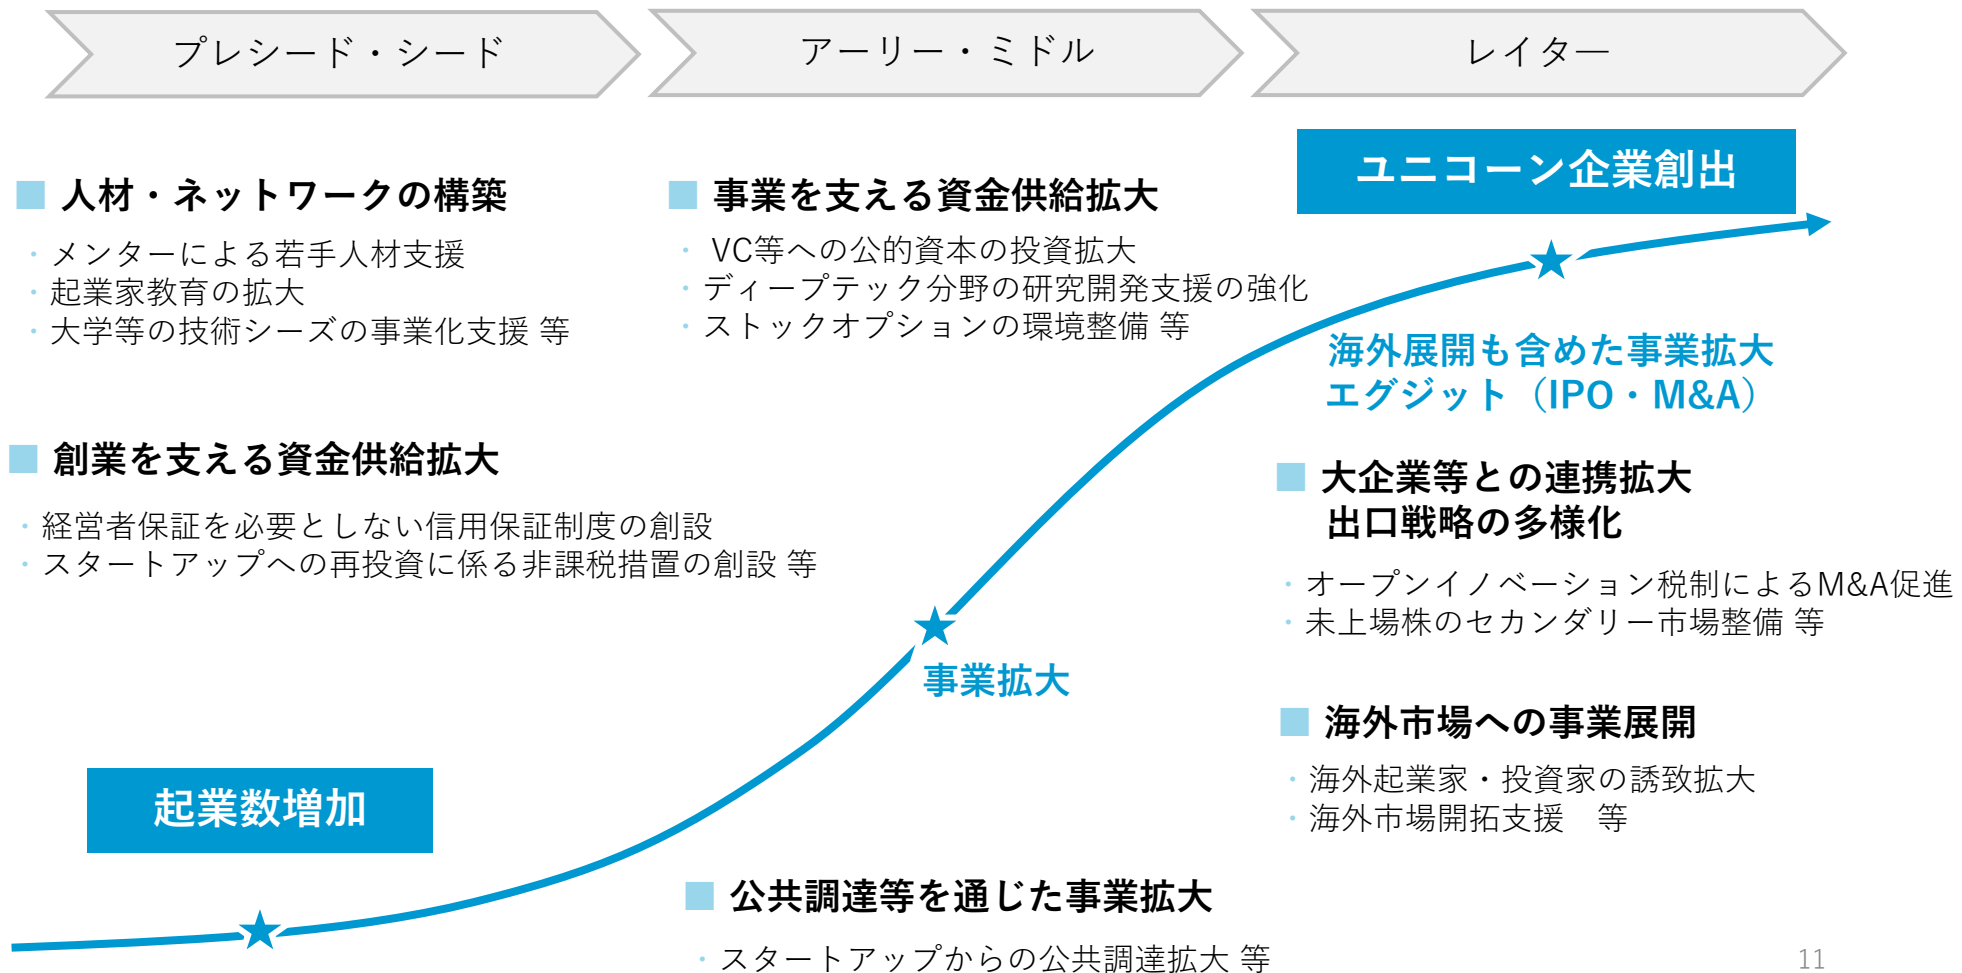 プレシード・シード
アーリー・ミドル
レイター
ユニコーン企業創出
■ 人材・ネットワークの構築
・メンターによる若手人材支援
・起業家教育の拡大
・大学等の技術シーズの事業化支援 等
■ 創業を支える資金供給拡大
・経営者保証を必要としない信用保証制度の創設
・スタートアップへの再投資に係る非課税措置の創設 等
起業数増加
■ 事業を支える資金供給拡大
・VC等への公的資本の投資拡大
・ディープテック分野の研究開発支援の強化
・ストックオプションの環境整備 等
事業拡大
■ 公共調達等を通じた事業拡大
・スタートアップからの公共調達拡大 等
海外展開も含めた事業拡大
エグジット（IPO・M&A）
■ 大企業等との連携拡大
出口戦略の多様化
・オープンイノベーション税制によるM&A促進
・未上場株のセカンダリー市場整備 等
■ 海外市場への事業展開
・海外起業家・投資家の誘致拡大
・海外市場開拓支援　等
11